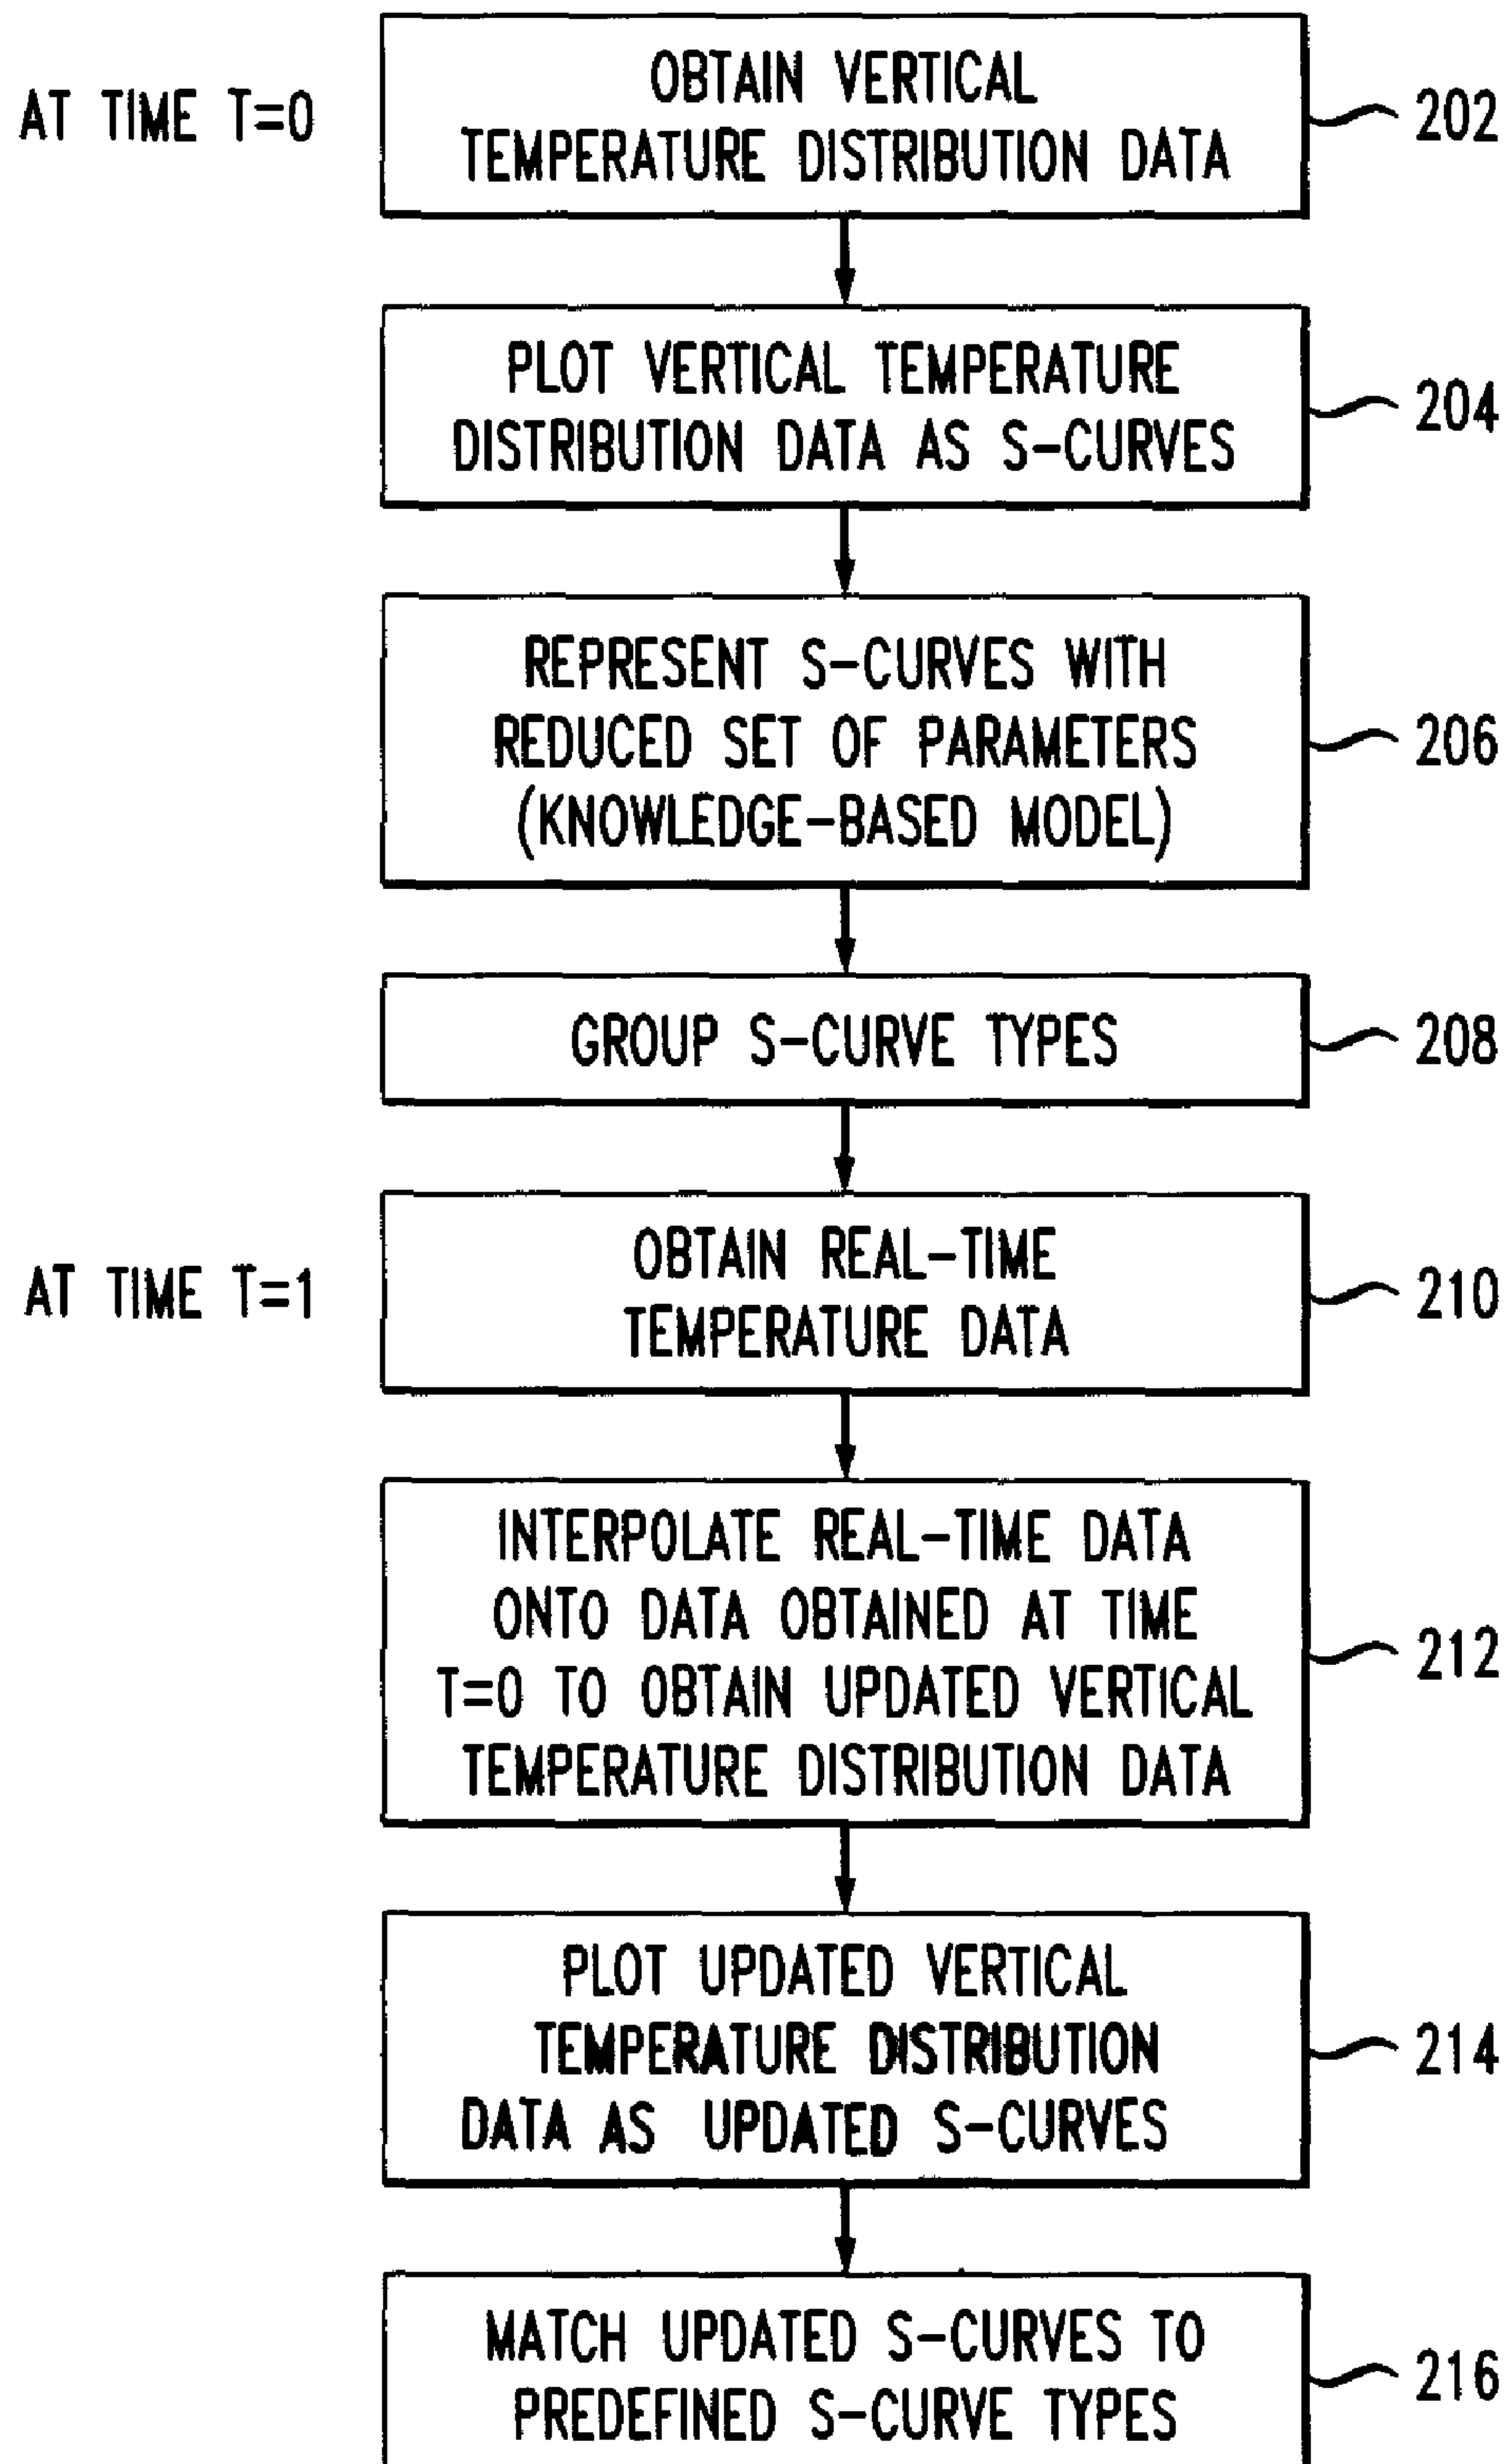 AT TIME T=0
OBTAIN VERTICAL
TEMPERATURE DISTRIBUTION DATA
202
PLOT VERTICAL TEMPERATURE
DISTRIBUTION DATA AS S-CURVES
204
REPRESENT S-CURVES WITH
REDUCED SET OF PARAMETERS
(KNOWLEDGE-BASED MODEL)
206
GROUP S-CURVE TYPES
208
AT TIME T=1
OBTAIN REAL-TIME
TEMPERATURE DATA
210
INTERPOLATE REAL-TIME DATA
ONTO DATA OBTAINED AT TIME
T=0 TO OBTAIN UPDATED VERTICAL
TEMPERATURE DISTRIBUTION DATA
212
PLOT UPDATED VERTICAL
TEMPERATURE DISTRIBUTION
DATA AS UPDATED S-CURVES
214
MATCH UPDATED S-CURVES TO
PREDEFINED S-CURVE TYPES
216